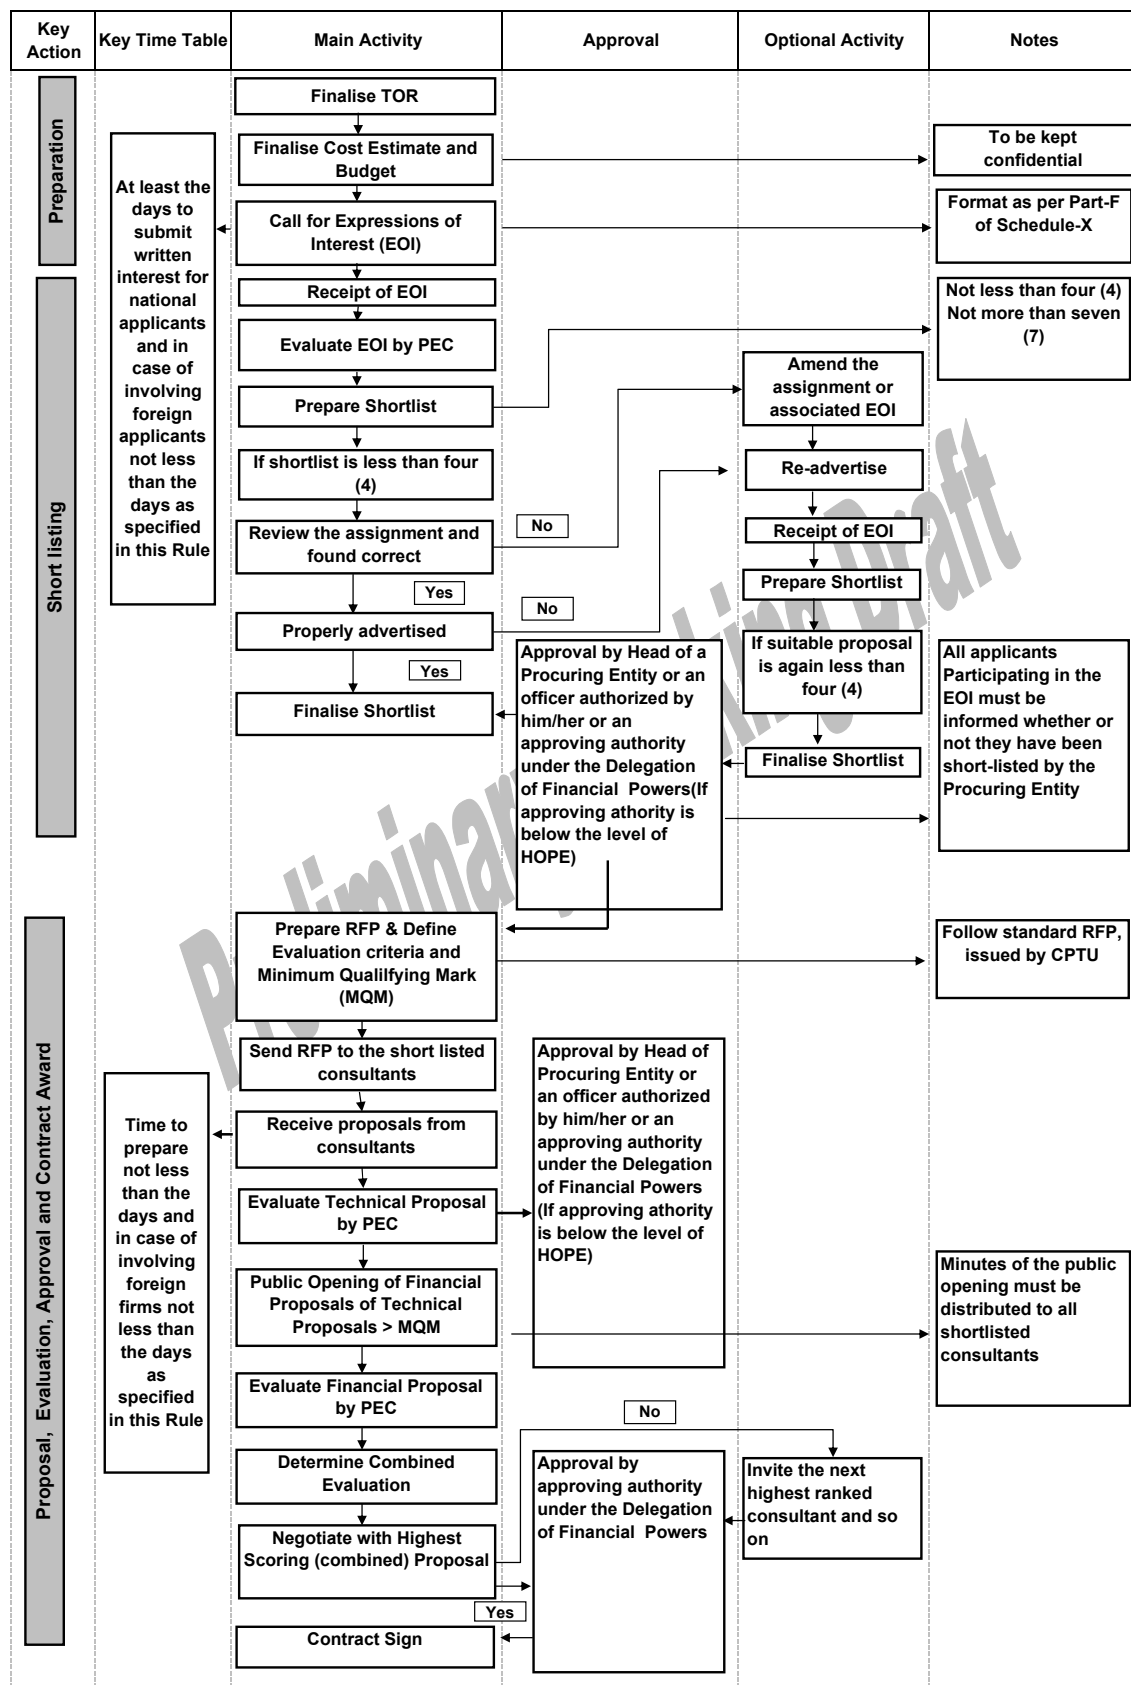 Key
Action
Key Time Table
Main Activity
Approval
Optional Activity
Notes
Preparation
Finalise TOR
Finalise Cost Estimate and
Budget
To be kept
confidential
At least the
days to
submit
written
interest for
national
applicants
and in
case of
involving
foreign
applicants
not less
than the
days as
specified
in this Rule
Call for Expressions of
Interest (EOI)
Format as per Part-F
of Schedule-X
Short listing
Receipt of EOI
Not less than four (4)
Not more than seven
(7)
Evaluate EOI by PEC
Prepare Shortlist
Amend the
assignment or
associated EOI
If shortlist is less than four
(4)
Re-advertise
Review the assignment and
found correct
No
Receipt of EOI
Yes
No
Prepare Shortlist
Properly advertised
Yes
If suitable proposal
is again less than
four (4)
Finalise Shortlist
Finalise Shortlist
Approval by Head of a
Procuring Entity or an
officer authorized by
him/her or an
approving authority
under the Delegation
of Financial Powers(If
approving athority is
below the level of
HOPE)
All applicants
Participating in the
EOI must be
informed whether or
not they have been
short-listed by the
Procuring Entity
Proposal, Evaluation, Approval and Contract Award
Prepare RFP & Define
Evaluation criteria and
Minimum Qualilfying Mark
(MQM)
Follow standard RFP,
issued by CPTU
Send RFP to the short listed
consultants
Time to
prepare
not less
than the
days and
in case of
involving
foreign
firms not
less than
the days
as
specified
in this Rule
Receive proposals from
consultants
Approval by Head of
Procuring Entity or
an officer authorized
by him/her or an
approving authority
under the Delegation
of Financial Powers
(If approving athority
is below the level of
HOPE)
Evaluate Technical Proposal
by PEC
Public Opening of Financial
Proposals of Technical
Proposals > MQM
Minutes of the public
opening must be
distributed to all
shortlisted
consultants
Evaluate Financial Proposal
by PEC
No
Determine Combined
Evaluation
Approval by
approving authority
under the Delegation
of Financial Powers
Invite the next
highest ranked
consultant and so
on
Negotiate with Highest
Scoring (combined) Proposal
Yes
Contract Sign
Draft